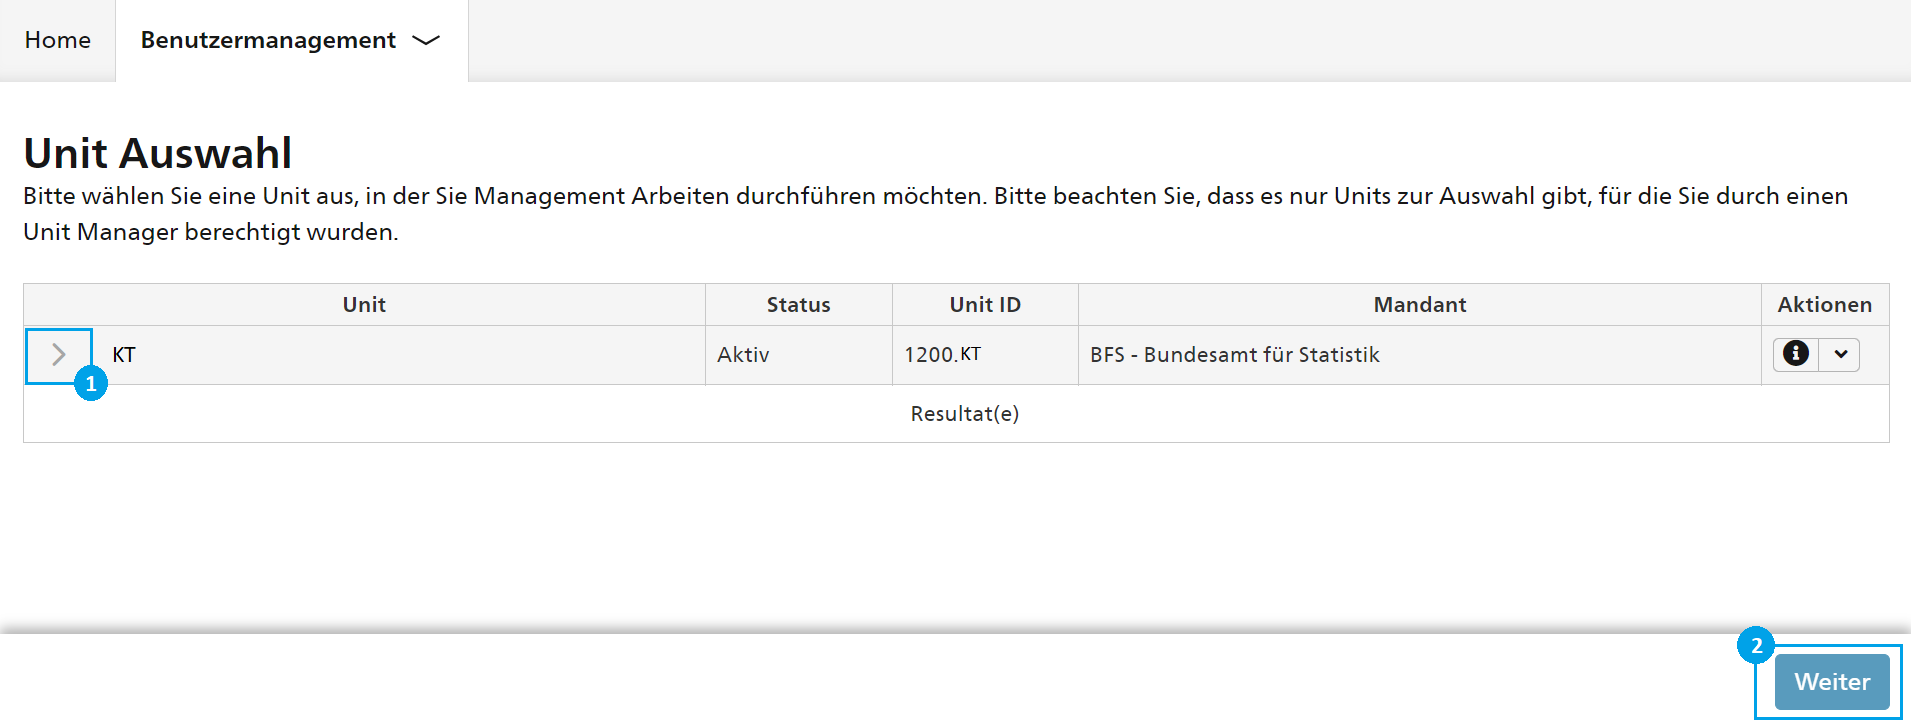 Home Benutzermanagement
Unit Auswahl
Bitte wählen Sie eine Unit aus, in der Sie Management Arbeiten durchführen möchten. Bitte beachten Sie, dass es nur Units zur Auswahl gibt, für die Sie durch einen
Unit Manager berechtigt wurden.
Unit Status Unit ID Mandant Aktionen
KT Aktiv 1200.KT BFS - Bundesamt für Statistik
1
Resultat(e)
2
Weiter